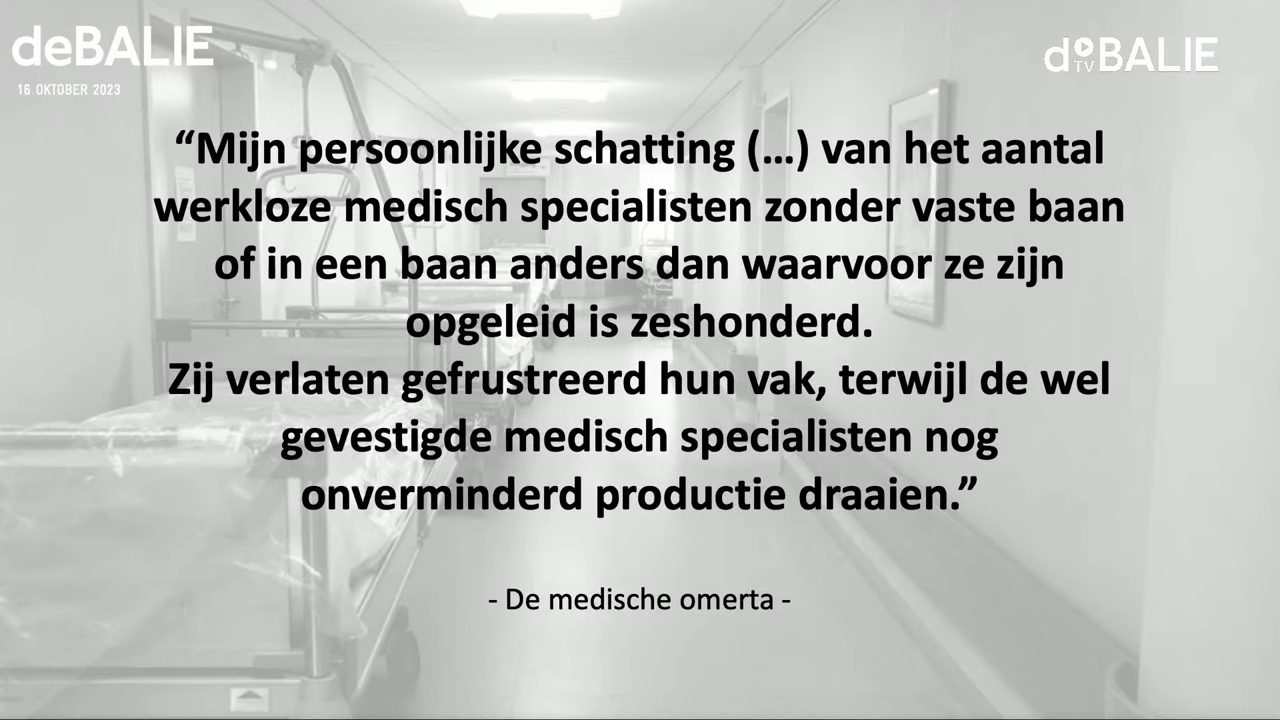 deBALIE
16 OKTOBER 2023
deBALIE
TV
“Mijn persoonlijke schatting (...) van het aantal
werkloze medisch specialisten zonder vaste baan
of in een baan anders dan waarvoor ze zijn
opgeleid is zeshonderd.
Zij verlaten gefrustreerd hun vak, terwijl de wel
gevestigde medisch specialisten nog
onverminderd productie draaien.”
- De medische omerta -